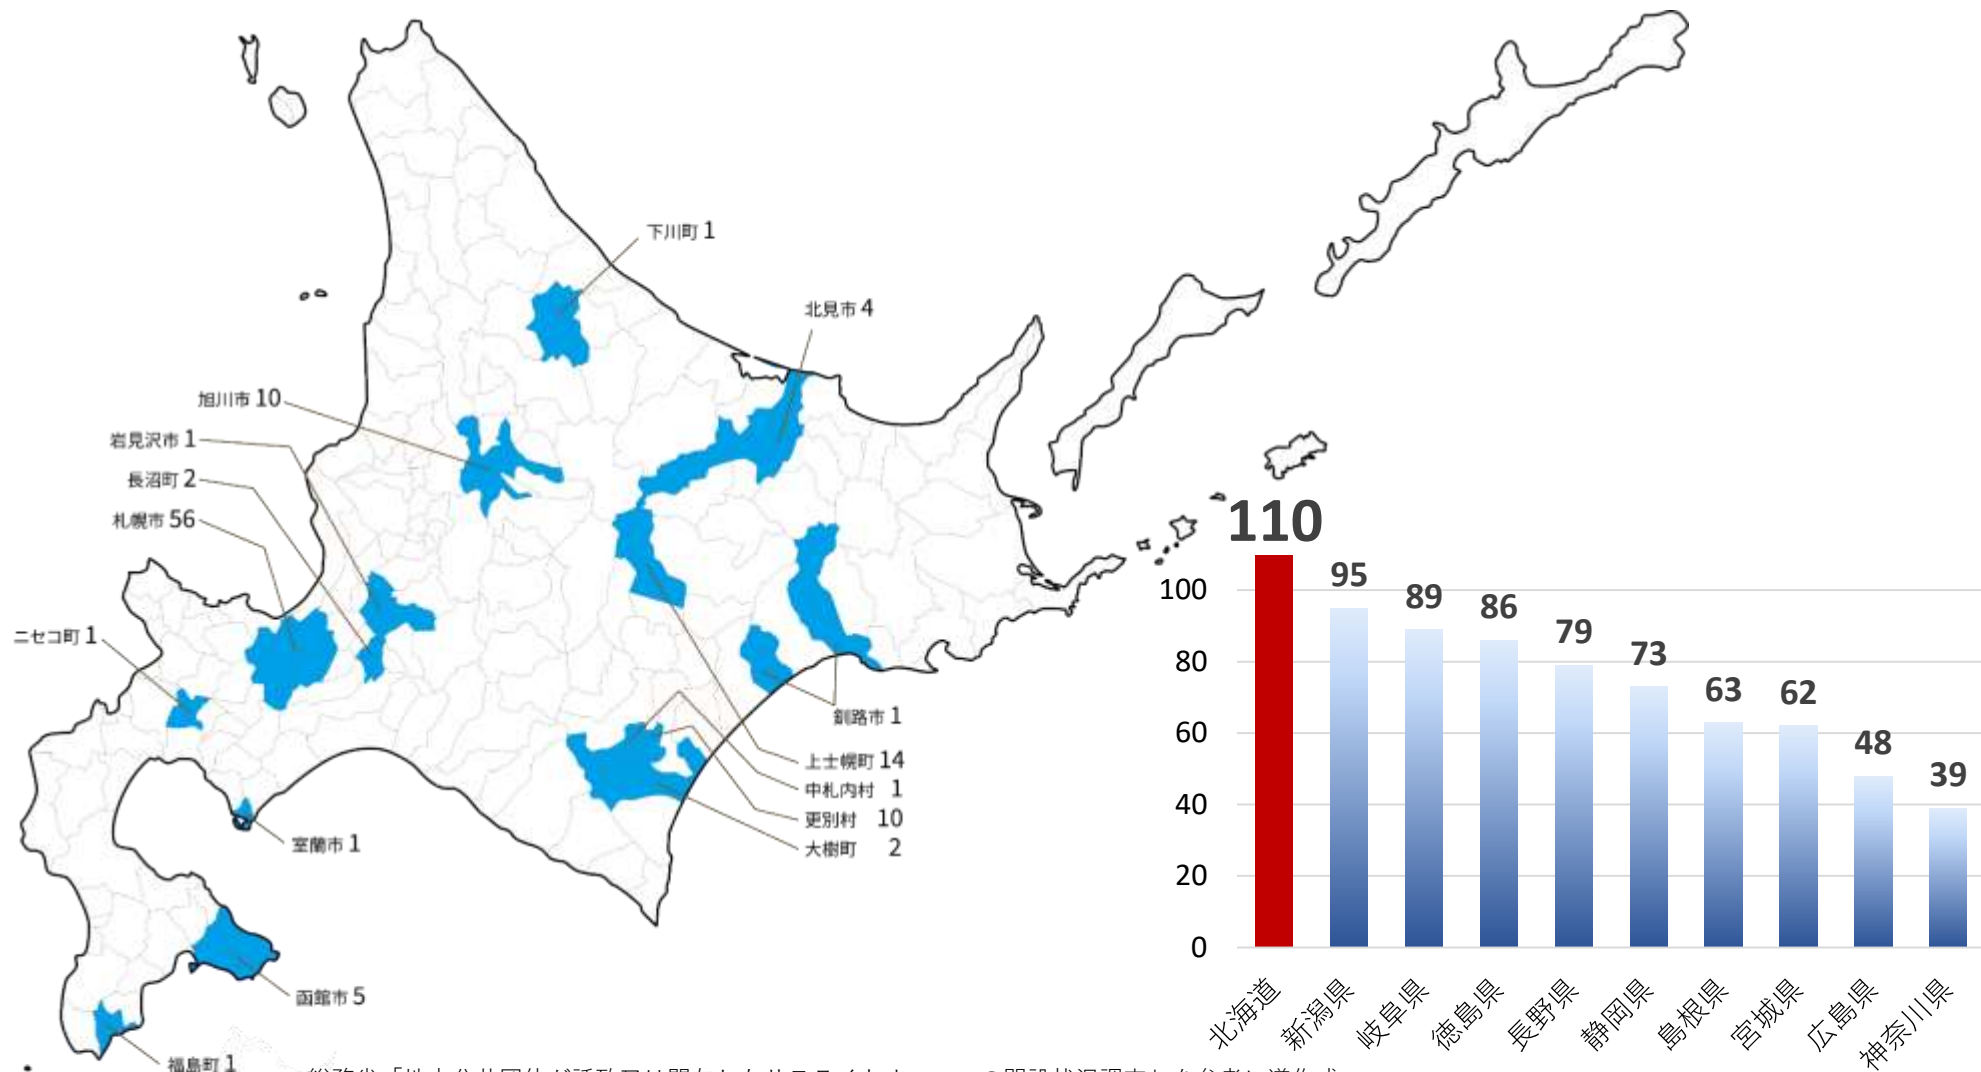 下川町 1
北見市 4
旭川市 10
岩見沢市 1
長沼町 2
札幌市 56
ニセコ町 1
釧路市 1
上士幌町 14
中札内村 1
更別村 10
大樹町 2
室蘭市 1
函館市 5
福島町 1
110
95
89
86
79
73
63
62
48
39
100
80
60
40
20
0
北海道
新潟県
岐阜県
徳島県
長野県
静岡県
島根県
宮城県
広島県
神奈川県